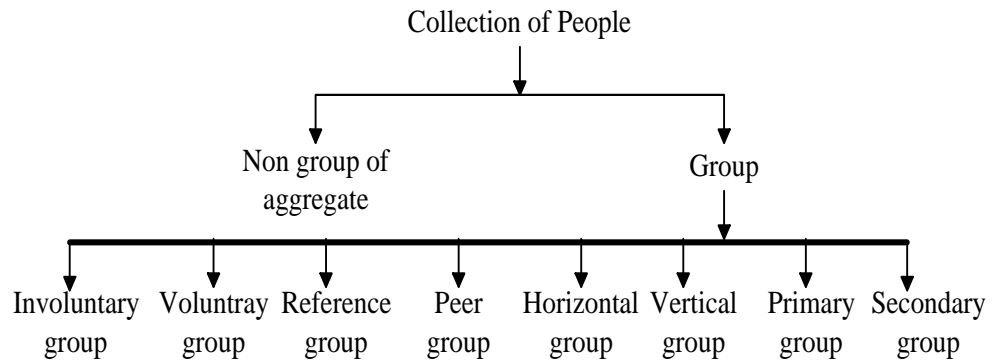 Collection of People
Non group of
aggregate
Group
Involuntary
group
Voluntray
group
Reference
group
Peer
group
Horizontal
group
Vertical
group
Primary
group
Secondary
group